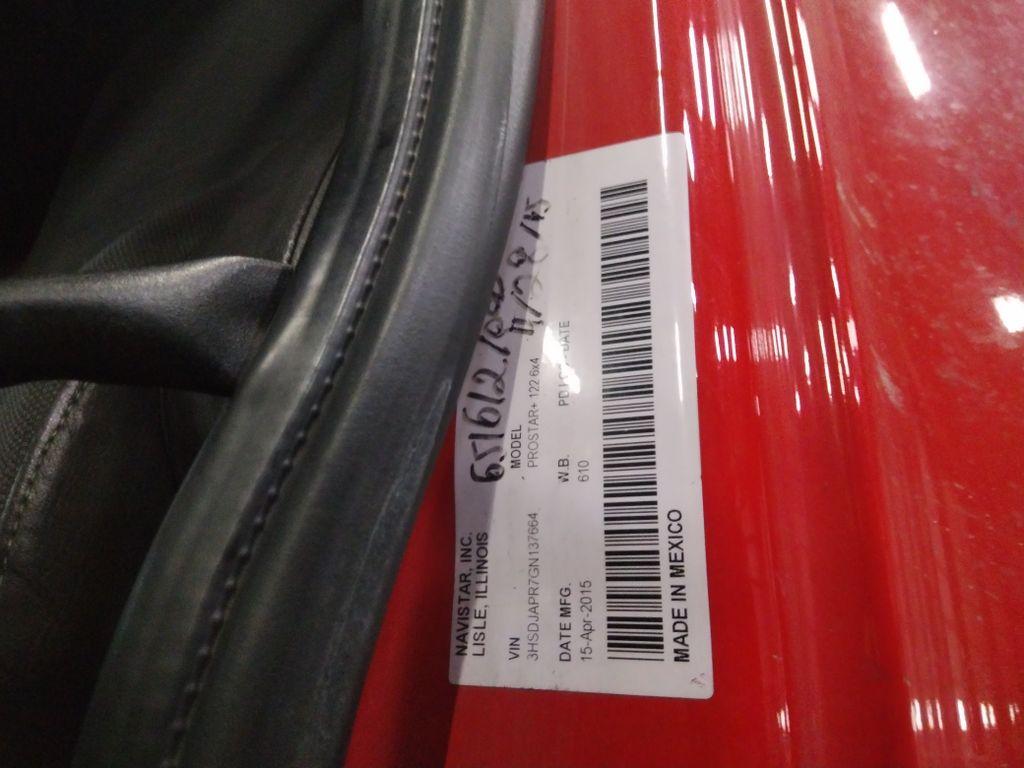 NAVISTAR, INC.
LISLE, ILLINOIS
VIN MODEL
3HSDJAPR7GN137664 PROSTAR+ 122 6x4
DATE MFG. W.B. DATE
15-Apr-2015 610
MADE IN MEXICO